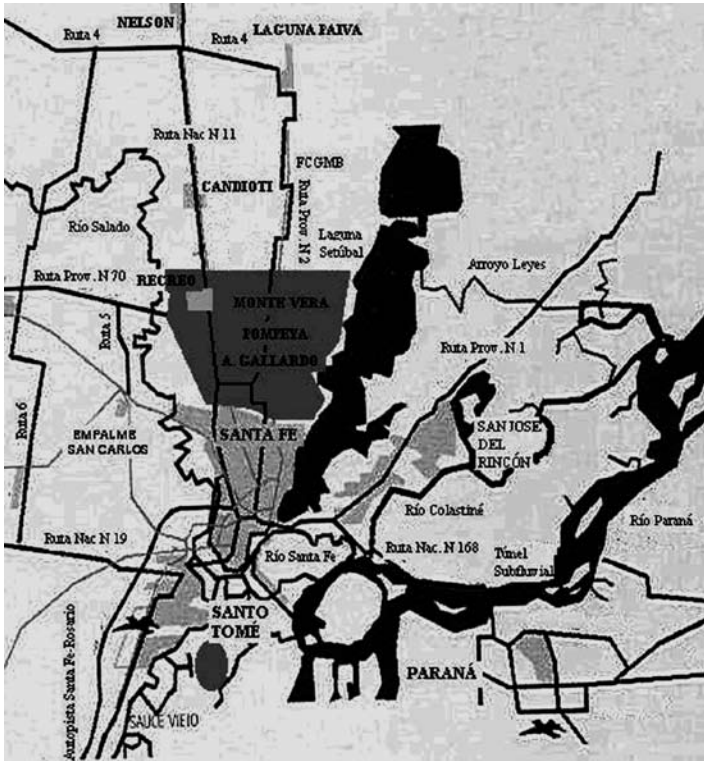 NELSON
Ruta 4
Ruta 4
LAGUNA PAIVA
Ruta Nac N 11
FCGMB
CANDIOTI
Ruta Prov. N 2
Río Salado
Laguna
Setúbal
Arroyo Leyes
Ruta Prov. N 70
RECREO
MONTE VERA
POMPEYA
A. GALLARDO
Ruta 5
Ruta Prov. N 1
Ruta 6
EMPALME
SAN CARLOS
SANTA FE
SAN JOSE
DEL
RINCÓN
Río Colastiné
Río Paraná
Ruta Nac N 19
Río Santa Fe
Ruta Nac. N 168
Túnel
Subfluvial
SANTO
TOMÉ
PARANÁ
Autopista Santa Fe-Rosario
SAUCE VIEJO